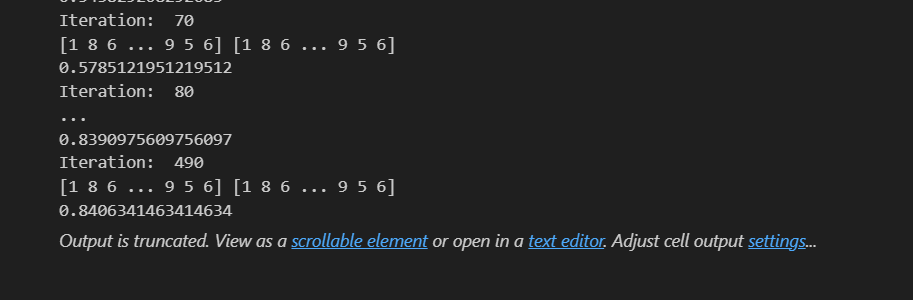 Iteration:  70
[1 8 6 ... 9 5 6] [1 8 6 ... 9 5 6]
0.5785121951219512
Iteration:  80
...
0.8390975609756097
Iteration:  490
[1 8 6 ... 9 5 6] [1 8 6 ... 9 5 6]
0.8406341463414634
Output is truncated. View as a scrollable element or open in a text editor. Adjust cell output settings...